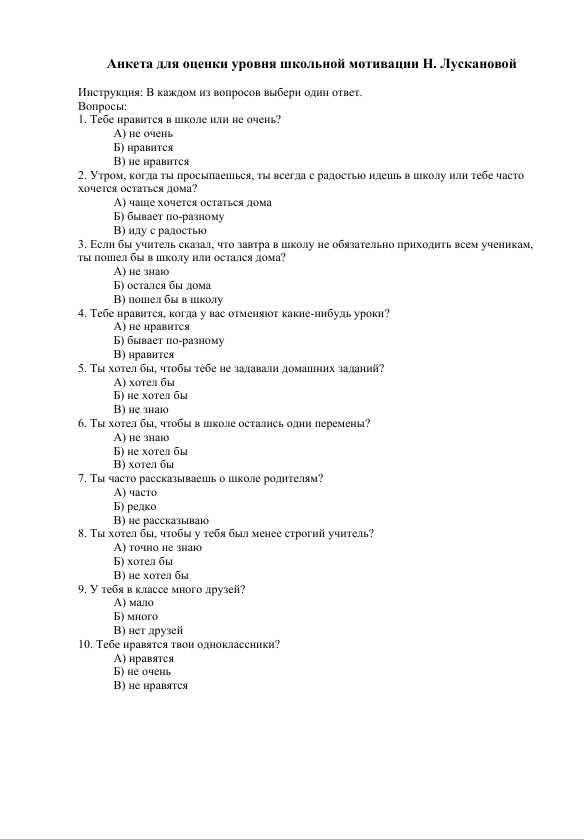 Анкета для оценки уровня школьной мотивации Н. Лускановой
Инструкция: В каждом из вопросов выбери один ответ.
Вопросы:
1. Тебе нравится в школе или не очень?
А) не очень
Б) нравится
В) не нравится
2. Утром, когда ты просыпаешься, ты всегда с радостью идешь в школу или тебе часто
хочется остаться дома?
А) чаще хочется остаться дома
Б) бывает по-разному
В) иду с радостью
3. Если бы учитель сказал, что завтра в школу не обязательно приходить всем ученикам,
ты пошел бы в школу или остался дома?
А) не знаю
Б) остался бы дома
В) пошел бы в школу
4. Тебе нравится, когда у вас отменяют какие-нибудь уроки?
А) не нравится
Б) бывает по-разному
В) нравится
5. Ты хотел бы, чтобы тебе не задавали домашних заданий?
А) хотел бы
Б) не хотел бы
В) не знаю
6. Ты хотел бы, чтобы в школе остались одни перемены?
А) не знаю
Б) не хотел бы
В) хотел бы
7. Ты часто рассказываешь о школе родителям?
А) часто
Б) редко
В) не рассказываю
8. Ты хотел бы, чтобы у тебя был менее строгий учитель?
А) точно не знаю
Б) хотел бы
В) не хотел бы
9. У тебя в классе много друзей?
А) мало
Б) много
В) нет друзей
10. Тебе нравятся твои одноклассники?
А) нравятся
Б) не очень
В) не нравятся